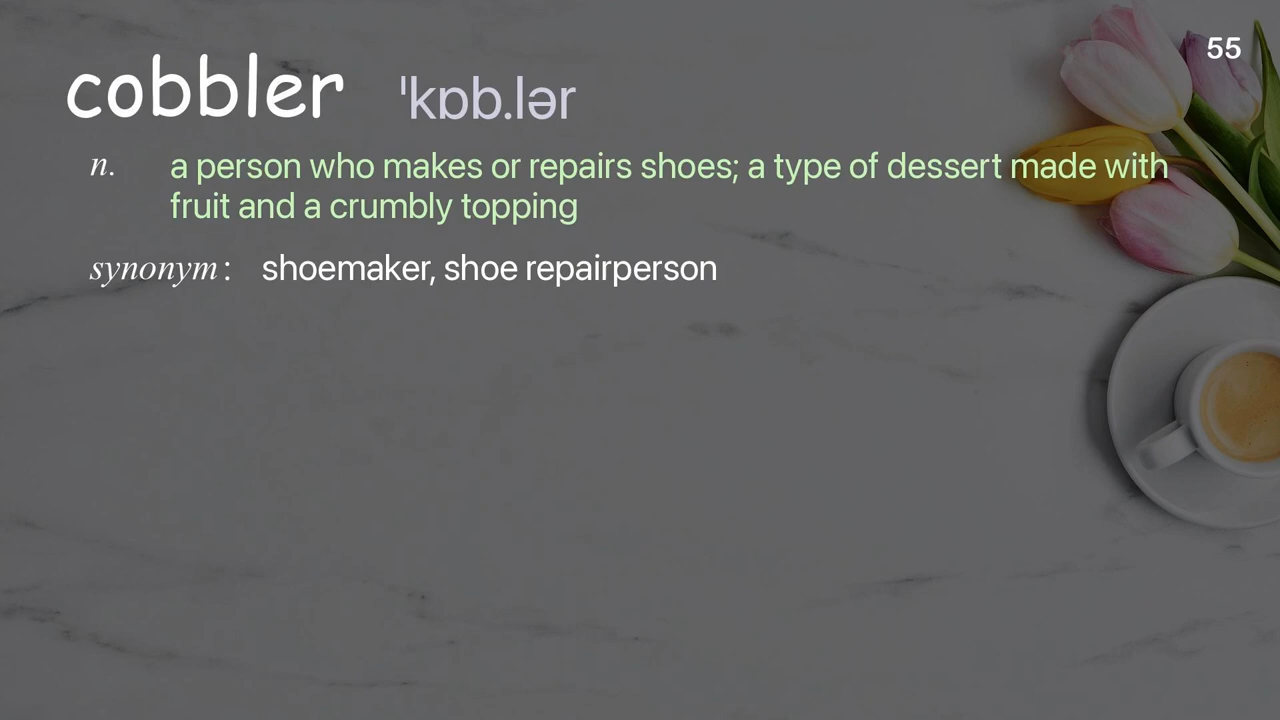 55
cobbler ˈkɒb.lər
n. a person who makes or repairs shoes; a type of dessert made with
fruit and a crumbly topping
synonym: shoemaker, shoe repairperson